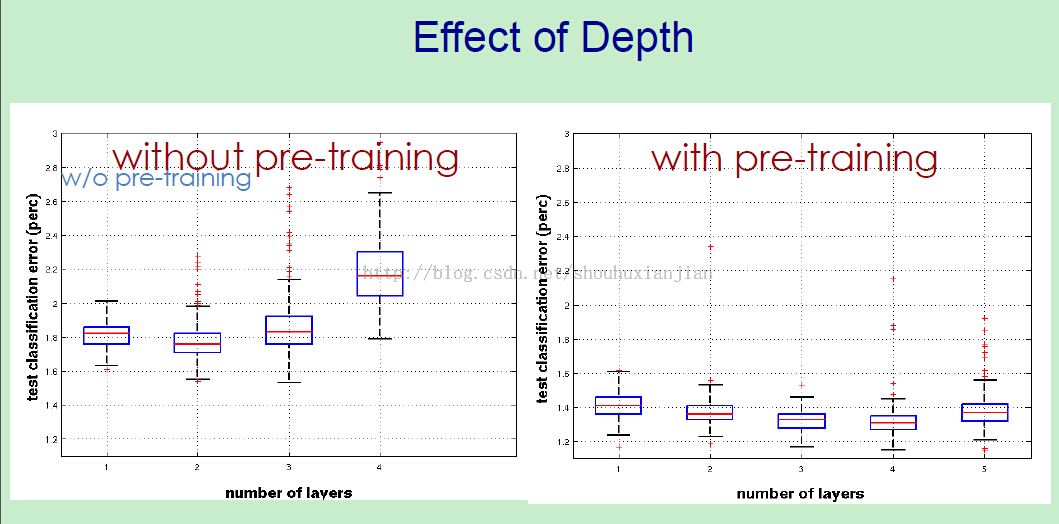 Effect of Depth
without pre-training
w/o pre-training
test classification error (perc)
3
2.8
2.6
2.4
2.2
2
1.8
1.6
1.4
1.2
1 2 3 4
number of layers
with pre-training
test classification error (perc)
3
2.8
2.6
2.4
2.2
2
1.8
1.6
1.4
1.2
1 2 3 4 5
number of layers
http://blog.csdn.net/shouhuxianjian